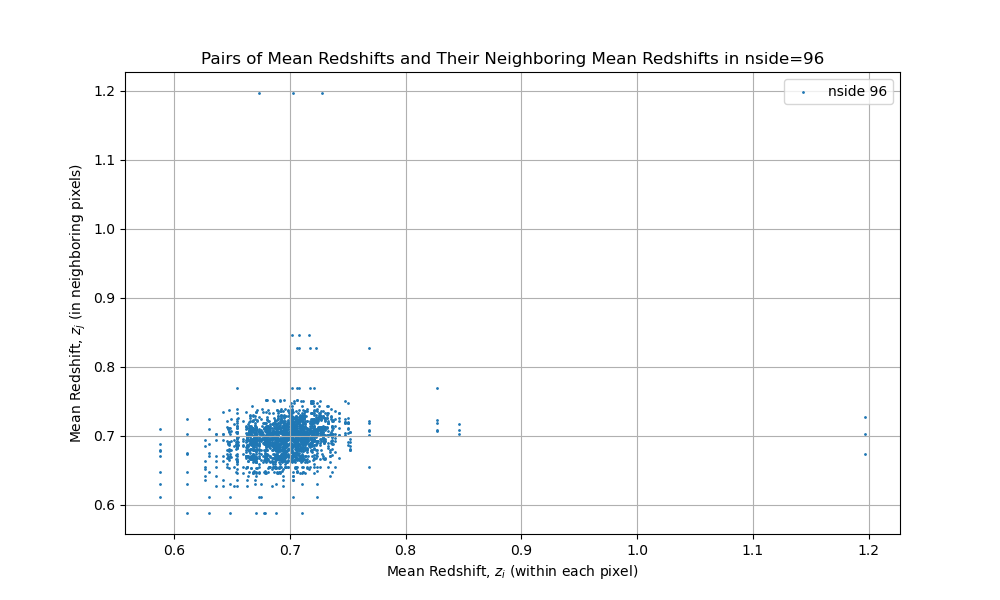 Pairs of Mean Redshifts and Their Neighboring Mean Redshifts in nside=96
nside 96
1.2
1.1
1.0
0.9
0.8
0.7
0.6
Mean Redshift, z_j (in neighboring pixels)
0.6 0.7 0.8 0.9 1.0 1.1 1.2
Mean Redshift, z_i (within each pixel)